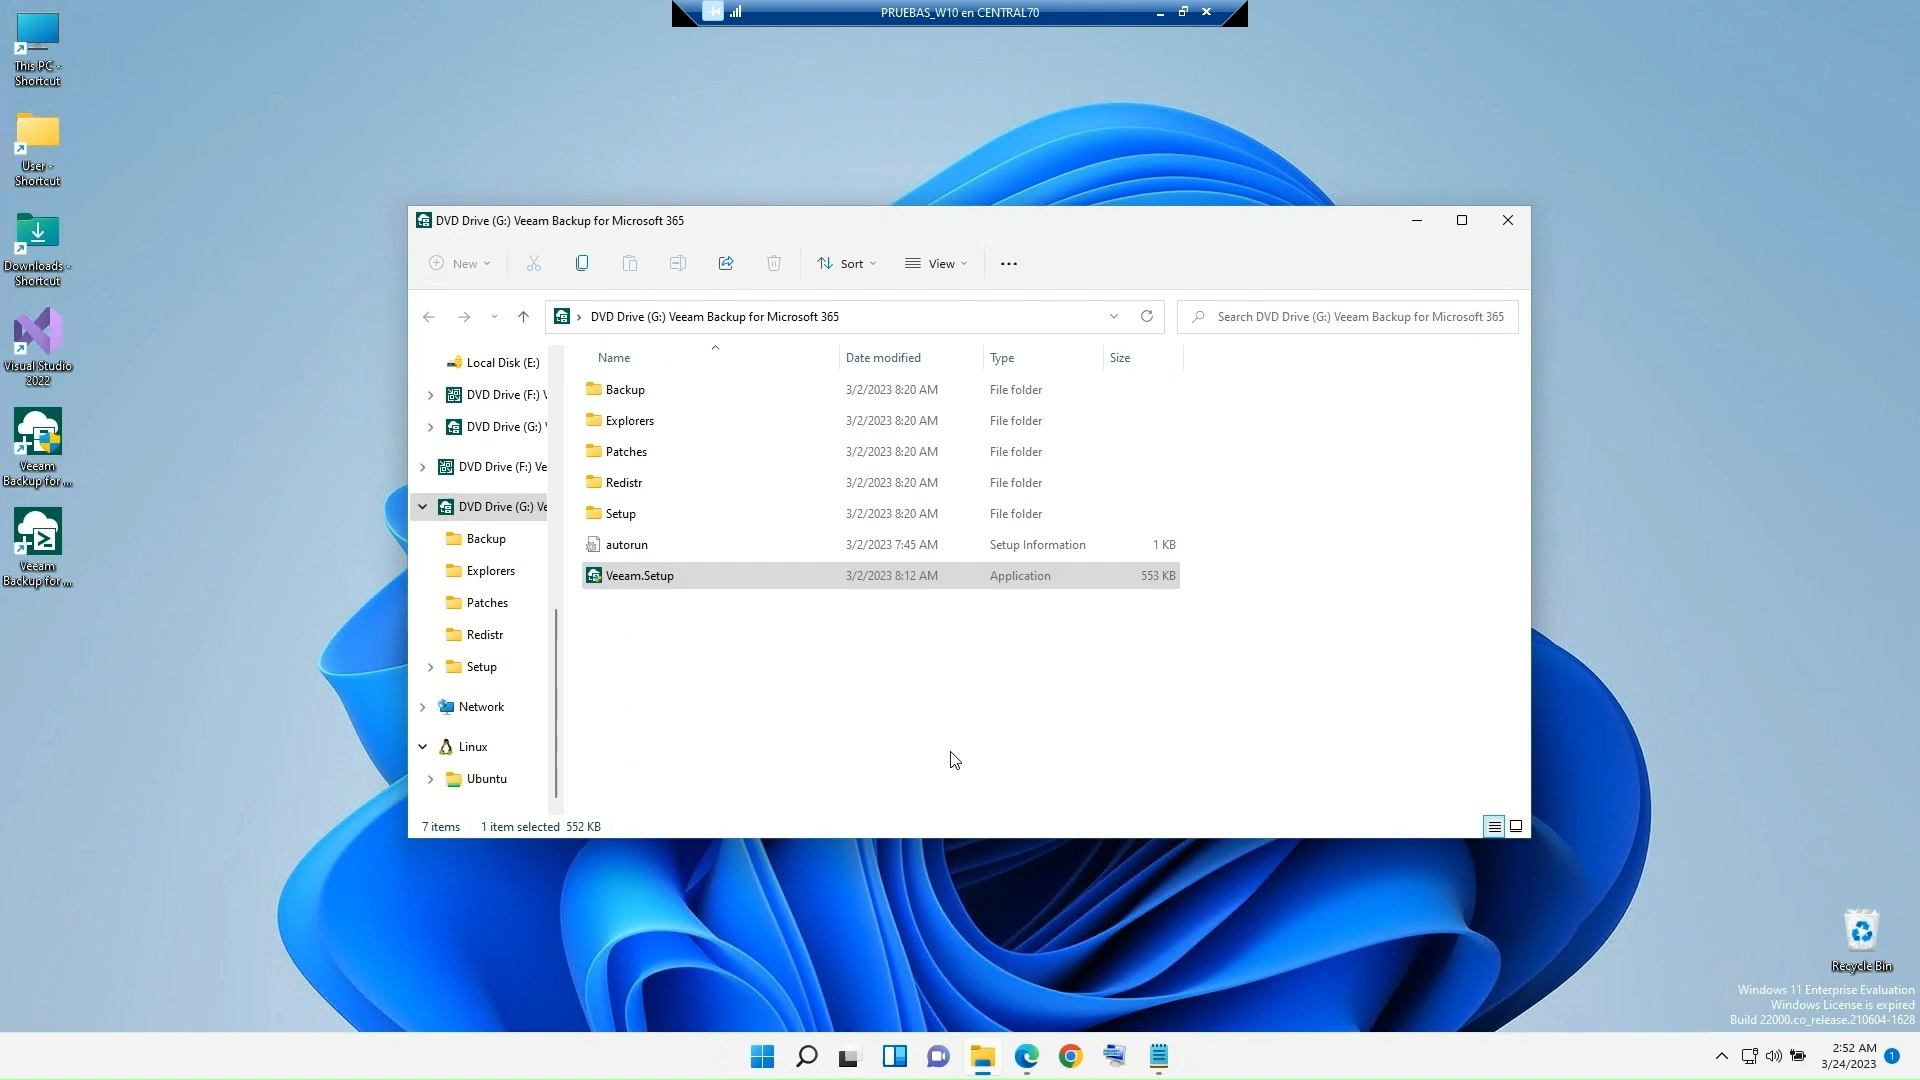 PRUEBAS_W10 en CENTRAL70
This PC -
Shortcut
User -
Shortcut
Downloads -
Shortcut
Visual Studio
2022
Veeam
Backup for ...
Veeam
Backup for ...
DVD Drive (G:) Veeam Backup for Microsoft 365
New
Sort
View
DVD Drive (G:) Veeam Backup for Microsoft 365
Search DVD Drive (G:) Veeam Backup for Microsoft 365
Local Disk (E:)
DVD Drive (F:) V
DVD Drive (G:)
DVD Drive (F:) Ve
DVD Drive (G:) Ve
Backup
Explorers
Patches
Redistr
Setup
Network
Linux
Ubuntu
Name Date modified Type Size
Backup 3/2/2023 8:20 AM File folder
Explorers 3/2/2023 8:20 AM File folder
Patches 3/2/2023 8:20 AM File folder
Redistr 3/2/2023 8:20 AM File folder
Setup 3/2/2023 8:20 AM File folder
autorun 3/2/2023 7:45 AM Setup Information 1 KB
Veeam.Setup 3/2/2023 8:12 AM Application 553 KB
7 items 1 item selected 552 KB
Recycle Bin
Windows 11 Enterprise Evaluation
Windows License is expired
Build 22000.co_release.210604-1628
2:52 AM
3/24/2023
1